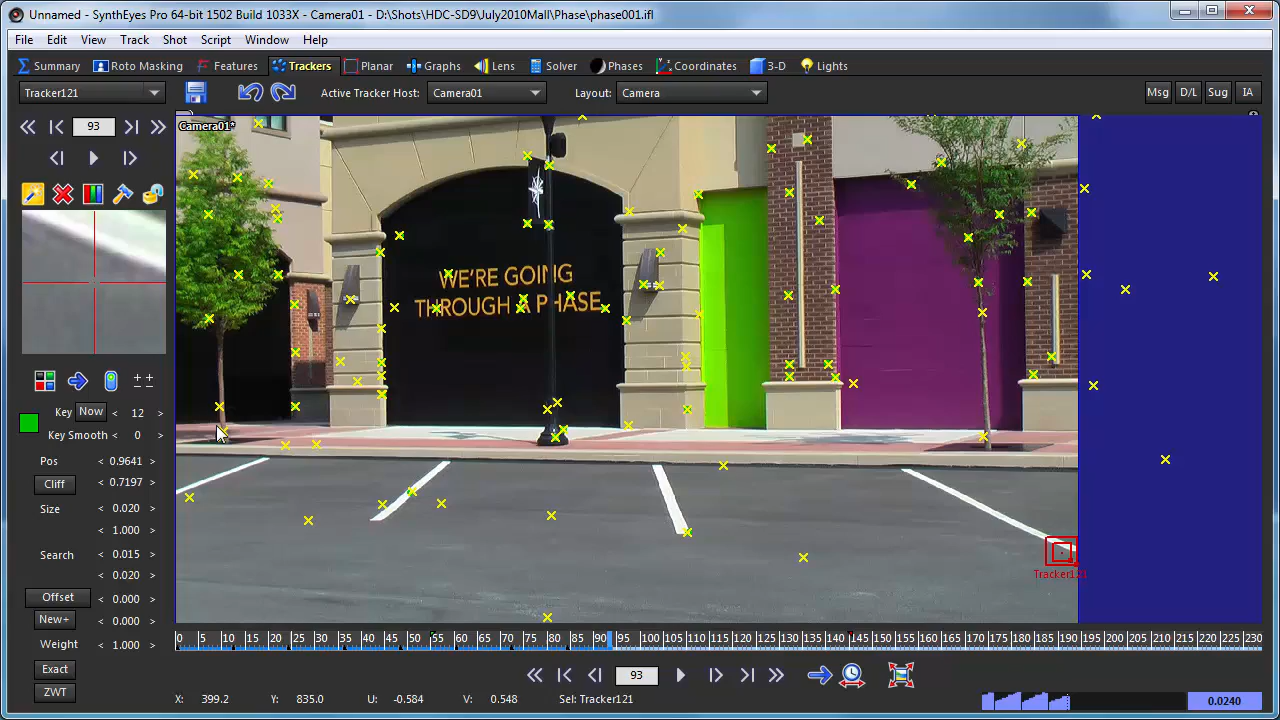 Unnamed - SynthEyes Pro 64-bit 1502 Build 1033X - Camera01 - D:\Shots\HDC-SD9\July2010Mall\Phase\phase001.ifl
File Edit View Track Shot Script Window Help
Summary Roto Masking Features Trackers Planar Graphs Lens Solver Phases Coordinates 3-D Lights
Tracker121 Active Tracker Host: Camera01 Layout: Camera Msg D/L Sug IA
93
Camera01*
WE'RE GOING
THROUGH A PHASE
Key Now < 12 >
Key Smooth < 0 >
Pos < 0.9641 >
Cliff < 0.7197 >
Size < 0.020 >
< 1.000 >
Search < 0.015 >
< 0.020 >
Offset < 0.000 >
New+ < 0.000 >
Weight < 1.000 >
Exact
ZWT
Tracker121
0 5 10 15 20 25 30 35 40 45 50 55 60 65 70 75 80 85 90 95 100 105 110 115 120 125 130 135 140 145 150 155 160 165 170 175 180 185 190 195 200 205 210 215 220 225 230
93
X: 399.2 Y: 835.0 U: -0.584 V: 0.548 Sel: Tracker121
0.0240